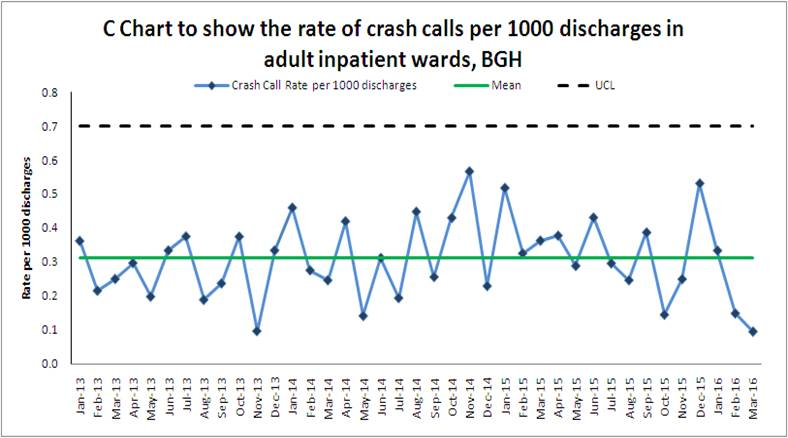 C Chart to show the rate of crash calls per 1000 discharges in
adult inpatient wards, BGH
Crash Call Rate per 1000 discharges
Mean
UCL
Rate per 1000 discharges
0.8
0.7
0.6
0.5
0.4
0.3
0.2
0.1
0.0
Jan-13
Feb-13
Mar-13
Apr-13
May-13
Jun-13
Jul-13
Aug-13
Sep-13
Oct-13
Nov-13
Dec-13
Jan-14
Feb-14
Mar-14
Apr-14
May-14
Jun-14
Jul-14
Aug-14
Sep-14
Oct-14
Nov-14
Dec-14
Jan-15
Feb-15
Mar-15
Apr-15
May-15
Jun-15
Jul-15
Aug-15
Sep-15
Oct-15
Nov-15
Dec-15
Jan-16
Feb-16
Mar-16